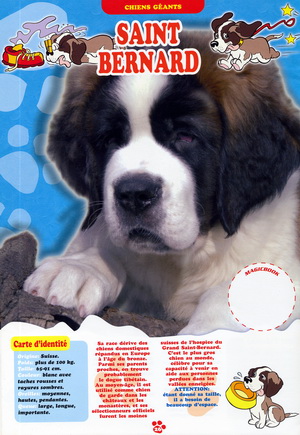 CHIENS GÉANTS
SAINT
BERNARD
MAGICBOOK
Carte d'identité
Origine: Suisse.
Poids: plus de 100 kg.
Taille: 65-91 cm.
Couleur: blanc avec
taches rousses et
rayures sombres.
Oreilles: moyennes,
hautes, pendantes.
Queue: large, longue,
importante.
Sa race dérive des
chiens domestiques
répandus en Europe
à l'âge du bronze.
Parmi ses parents
proches, on trouve
probablement
le dogue tibétain.
Au moyen-âge, il est
utilisé comme chien
de garde dans les
châteaux et les
monastères, et ses
sélectionneurs officiels
furent les moines
suisses de l'hospice du
Grand Saint-Bernard.
C'est le plus gros
chien au monde,
célèbre pour sa
capacité à venir en
aide aux personnes
perdues dans les
vallées enneigées.
ATTENTION:
étant donné sa taille,
il a besoin de
beaucoup d'espace.